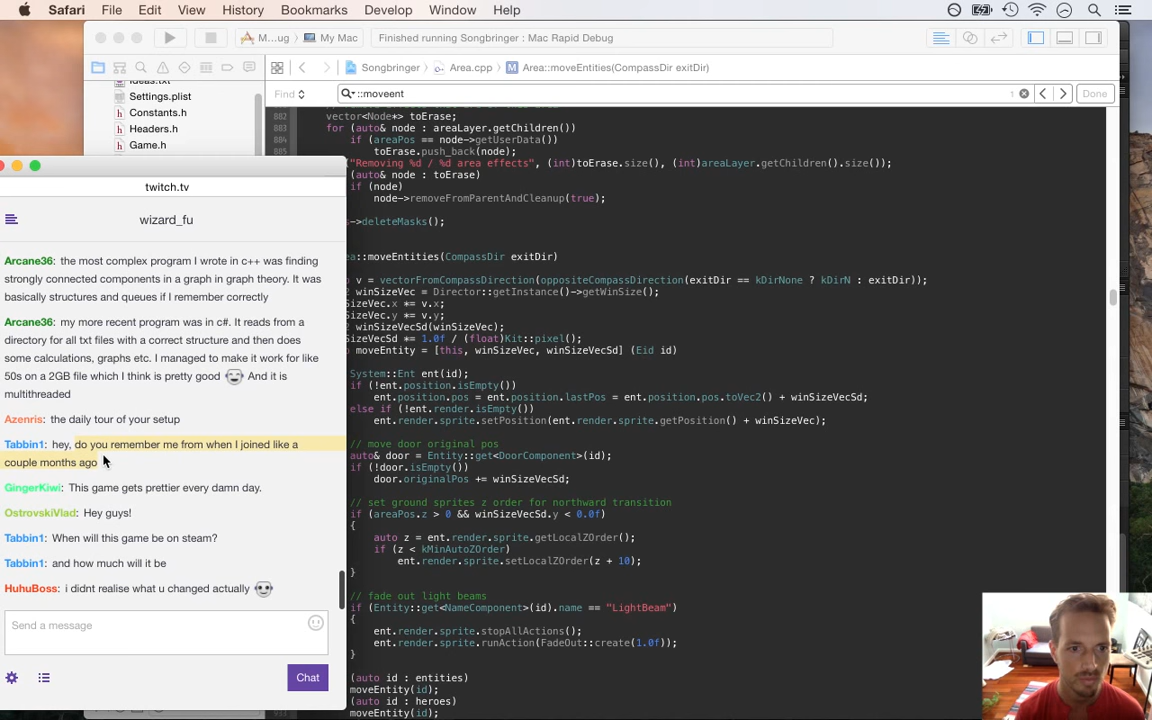 Safari File Edit View History Bookmarks Develop Window Help
M...ug My Mac Finished running Songbringer : Mac Rapid Debug
Songbringer Area.cpp M Area::moveEntities(CompassDir exitDir)
Find ::moveent 1 Done
Settings.plist
Constants.h
Headers.h
Game.h
twitch.tv
wizard_fu
Arcane36: the most complex program I wrote in c++ was finding
strongly connected components in a graph in graph theory. It was
basically structures and queues if I remember correctly
Arcane36: my more recent program was in c#. It reads from a
directory for all txt files with a correct structure and then does
some calculations, graphs etc. I managed to make it work for like
50s on a 2GB file which I think is pretty good And it is
multithreaded
Azenris: the daily tour of your setup
Tabbin1: hey, do you remember me from when I joined like a
couple months ago
GingerKiwi: This game gets prettier every damn day.
OstrovskiVlad: Hey guys!
Tabbin1: When will this game be on steam?
Tabbin1: and how much will it be
HuhuBoss: i didnt realise what u changed actually
Send a message
Chat
882 vector<Node*> toErase;
883 for (auto& node : areaLayer.getChildren())
884 if (areaPos == node->getUserData())
885 toErase.push_back(node);
"Removing %d / %d area effects", (int)toErase.size(), (int)areaLayer.getChildren().size());
(auto& node : toErase)
if (node)
node->removeFromParentAndCleanup(true);
s->deleteMasks();
ea::moveEntities(CompassDir exitDir)
o v = vectorFromCompassDirection(oppositeCompassDirection(exitDir == kDirNone ? kDirN : exitDir));
2 winSizeVec = Director::getInstance()->getWinSize();
SizeVec.x *= v.x;
SizeVec.y *= v.y;
2 winSizeVecSd(winSizeVec);
SizeVecSd *= 1.0f / (float)Kit::pixel();
o moveEntity = [this, winSizeVec, winSizeVecSd] (Eid id)
System::Ent ent(id);
if (!ent.position.isEmpty())
ent.position.pos = ent.position.lastPos = ent.position.pos.toVec2() + winSizeVecSd;
else if (!ent.render.isEmpty())
ent.render.sprite.setPosition(ent.render.sprite.getPosition() + winSizeVec);
// move door original pos
auto& door = Entity::get<DoorComponent>(id);
if (!door.isEmpty())
door.originalPos += winSizeVecSd;
// set ground sprites z order for northward transition
if (areaPos.z > 0 && winSizeVecSd.y < 0.0f)
{
auto z = ent.render.sprite.getLocalZOrder();
if (z < kMinAutoZOrder)
ent.render.sprite.setLocalZOrder(z + 10);
}
// fade out light beams
if (Entity::get<NameComponent>(id).name == "LightBeam")
{
ent.render.sprite.stopAllActions();
ent.render.sprite.runAction(FadeOut::create(1.0f));
}
(auto id : entities)
moveEntity(id);
(auto id : heroes)
moveEntity(id);